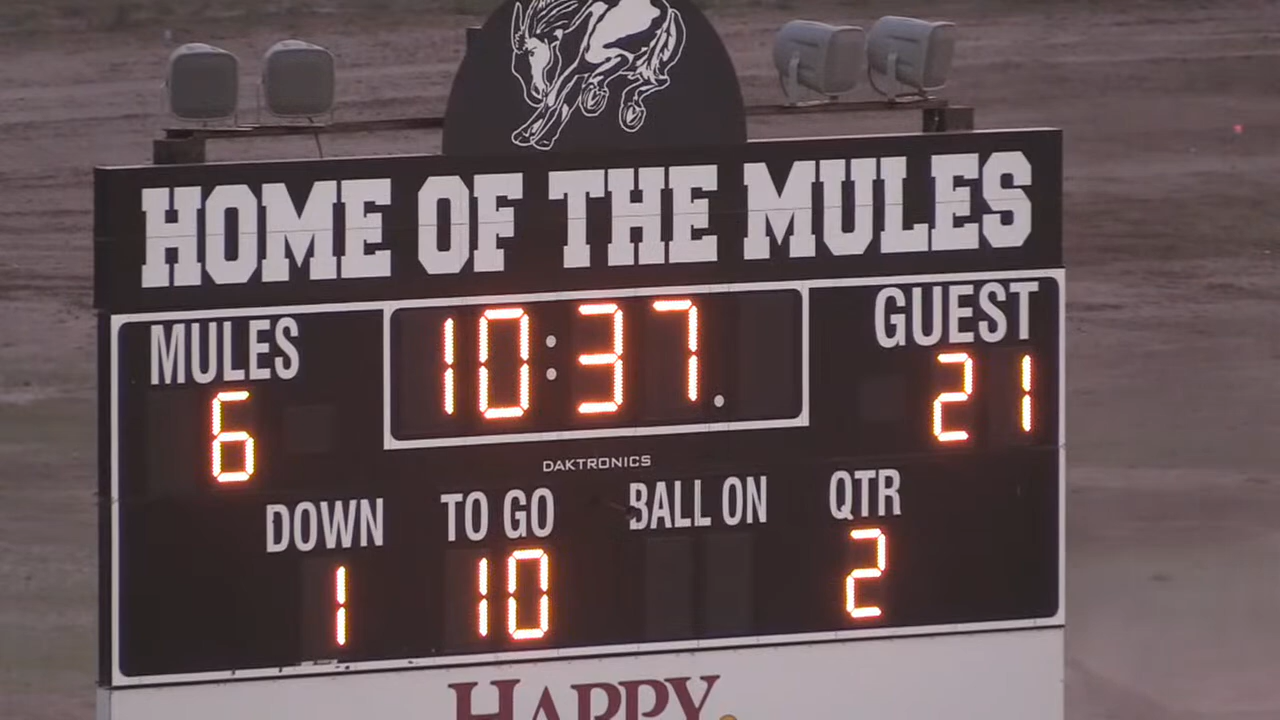 HOME OF THE MULES
MULES 10:37. GUEST
6 21
DAKTRONICS
DOWN TO GO BALL ON QTR
1 10 2
HAPPY